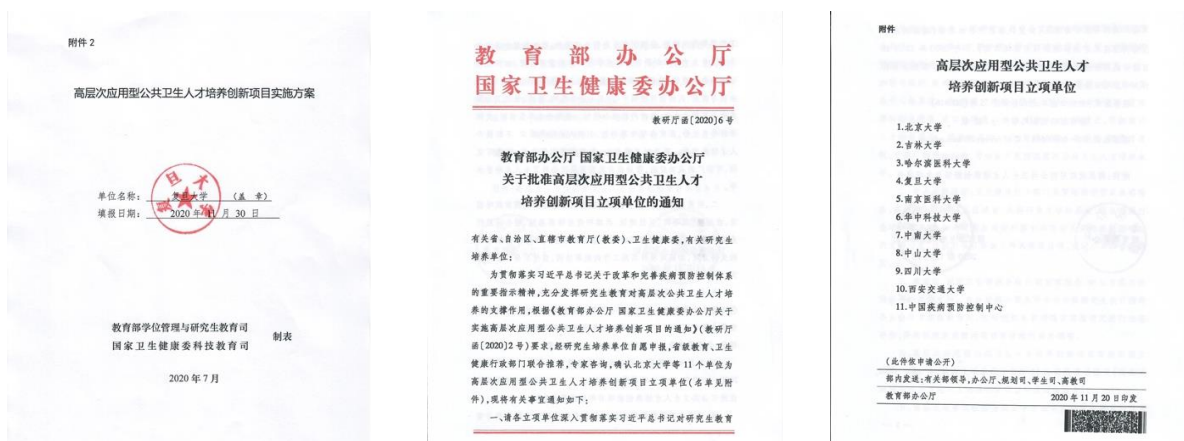 附件 2
高层次应用型公共卫生人才培养创新项目实施方案
单位名称： 复旦大学 （盖 章）
填报日期： 2020 年 11 月 30 日
教育部学位管理与研究生教育司
国家卫生健康委科技教育司
制表
2020 年 7 月
教育部办公厅
国家卫生健康委办公厅
教研厅函〔2020〕6 号
教育部办公厅 国家卫生健康委办公厅
关于批准高层次应用型公共卫生人才
培养创新项目立项单位的通知
有关省、自治区、直辖市教育厅(教委)、卫生健康委,有关研究生
培养单位:
为贯彻落实习近平总书记关于改革和完善疾病预防控制体系
的重要指示精神,充分发挥研究生教育对高层次公共卫生人才培
养的支撑作用,根据《教育部办公厅 国家卫生健康委办公厅关于
实施高层次应用型公共卫生人才培养创新项目的通知》(教研厅
函〔2020〕2 号)要求,经研究生培养单位自愿申报,省级教育、卫生
健康行政部门联合推荐,专家咨询,确认北京大学等 11 个单位为
高层次应用型公共卫生人才培养创新项目立项单位(名单见附
件),现将有关事宜通知如下:
一、请各立项单位深入贯彻落实习近平总书记对研究生教育
附件
高层次应用型公共卫生人才
培养创新项目立项单位
1.北京大学
2.吉林大学
3.哈尔滨医科大学
4.复旦大学
5.南京医科大学
6.华中科技大学
7.中南大学
8.中山大学
9.四川大学
10.西安交通大学
11.中国疾病预防控制中心
(此件依申请公开)
部内发送:有关部领导,办公厅、规划司、学生司、高教司
教育部办公厅 2020 年 11 月 20 日印发